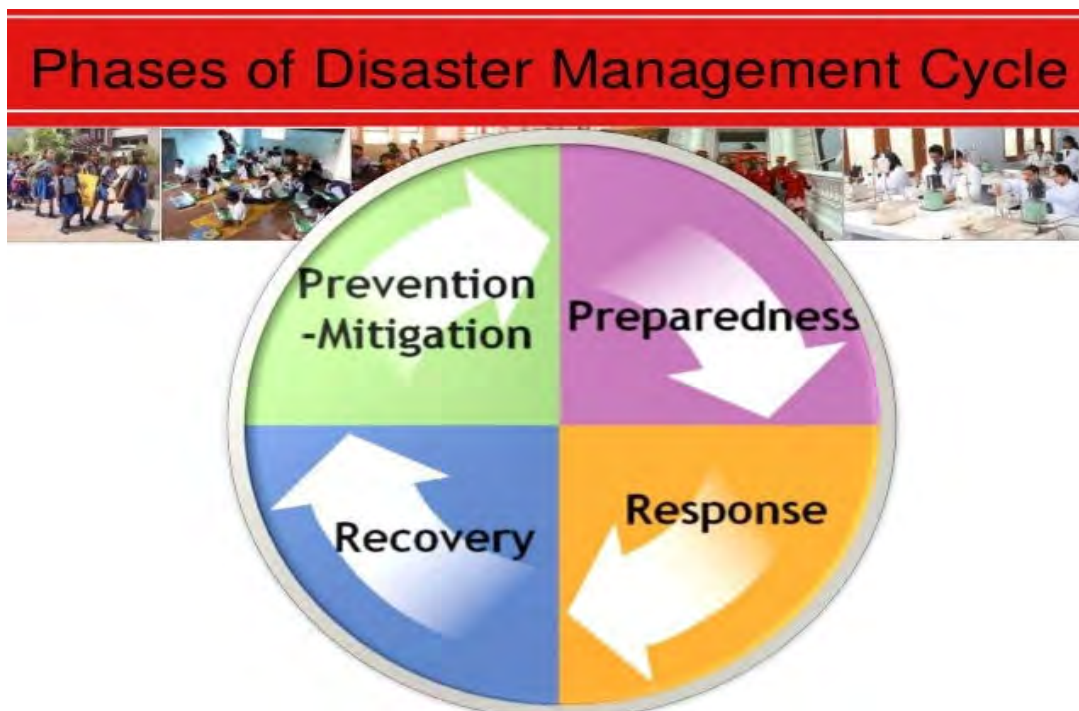 Phases of Disaster Management Cycle
Prevention
-Mitigation
Preparedness
Response
Recovery